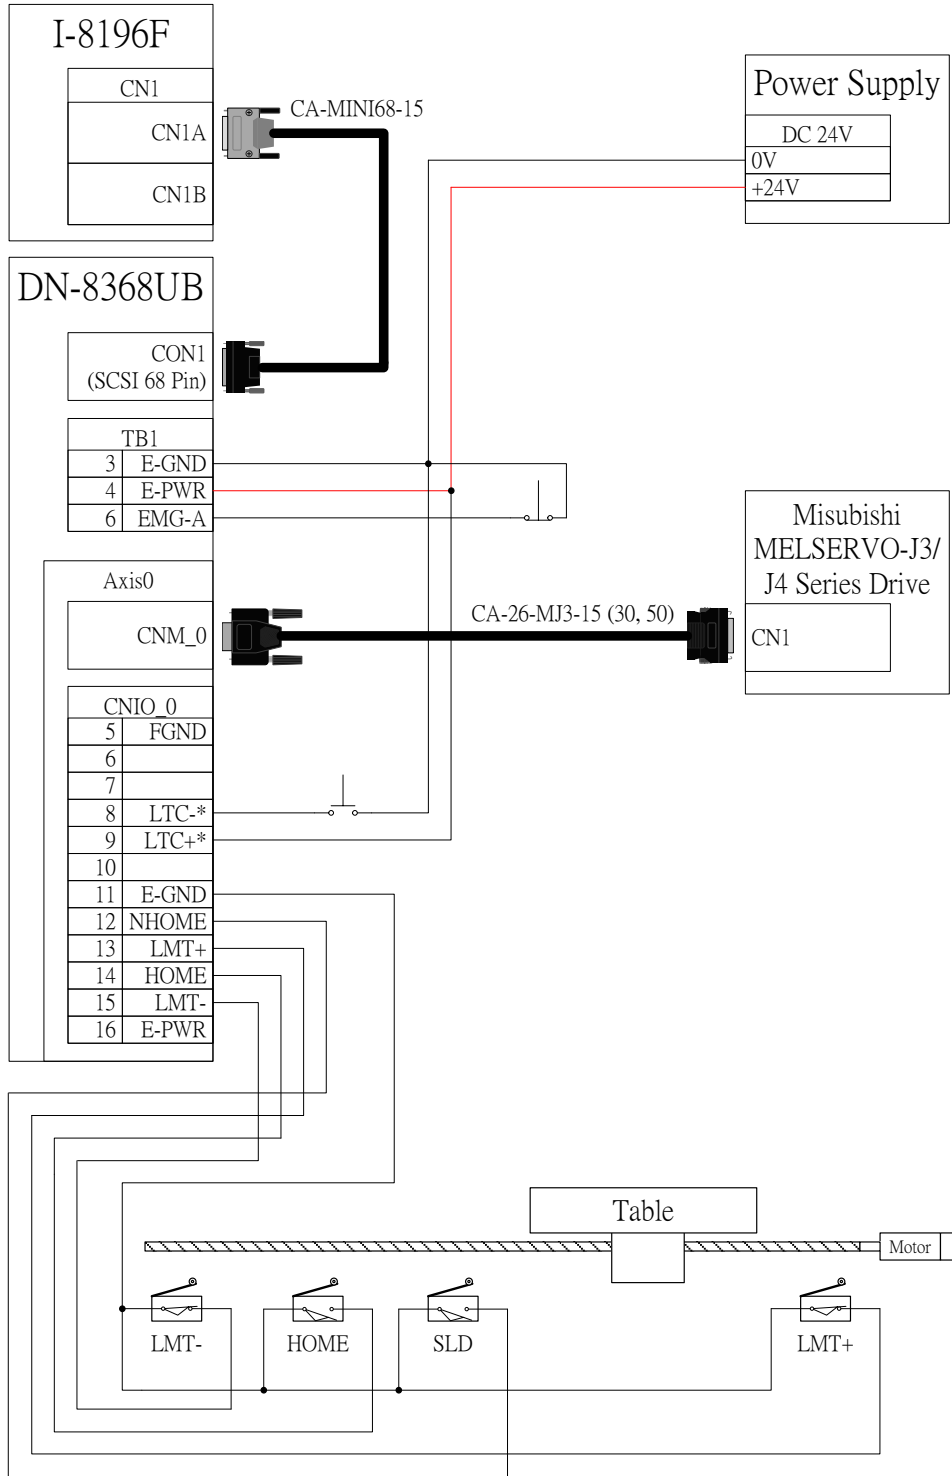 I-8196F
CN1
CN1A
CN1B
CA-MINI68-15
Power Supply
DC 24V
0V
+24V
DN-8368UB
CON1
(SCSI 68 Pin)
TB1
3 E-GND
4 E-PWR
6 EMG-A
Axis0
CNM_0
CA-26-MJ3-15 (30, 50)
Misubishi
MELSERVO-J3/
J4 Series Drive
CN1
CNIO_0
5 FGND
6
7
8 LTC-*
9 LTC+*
10
11 E-GND
12 NHOME
13 LMT+
14 HOME
15 LMT-
16 E-PWR
Table
Motor
LMT-
HOME
SLD
LMT+